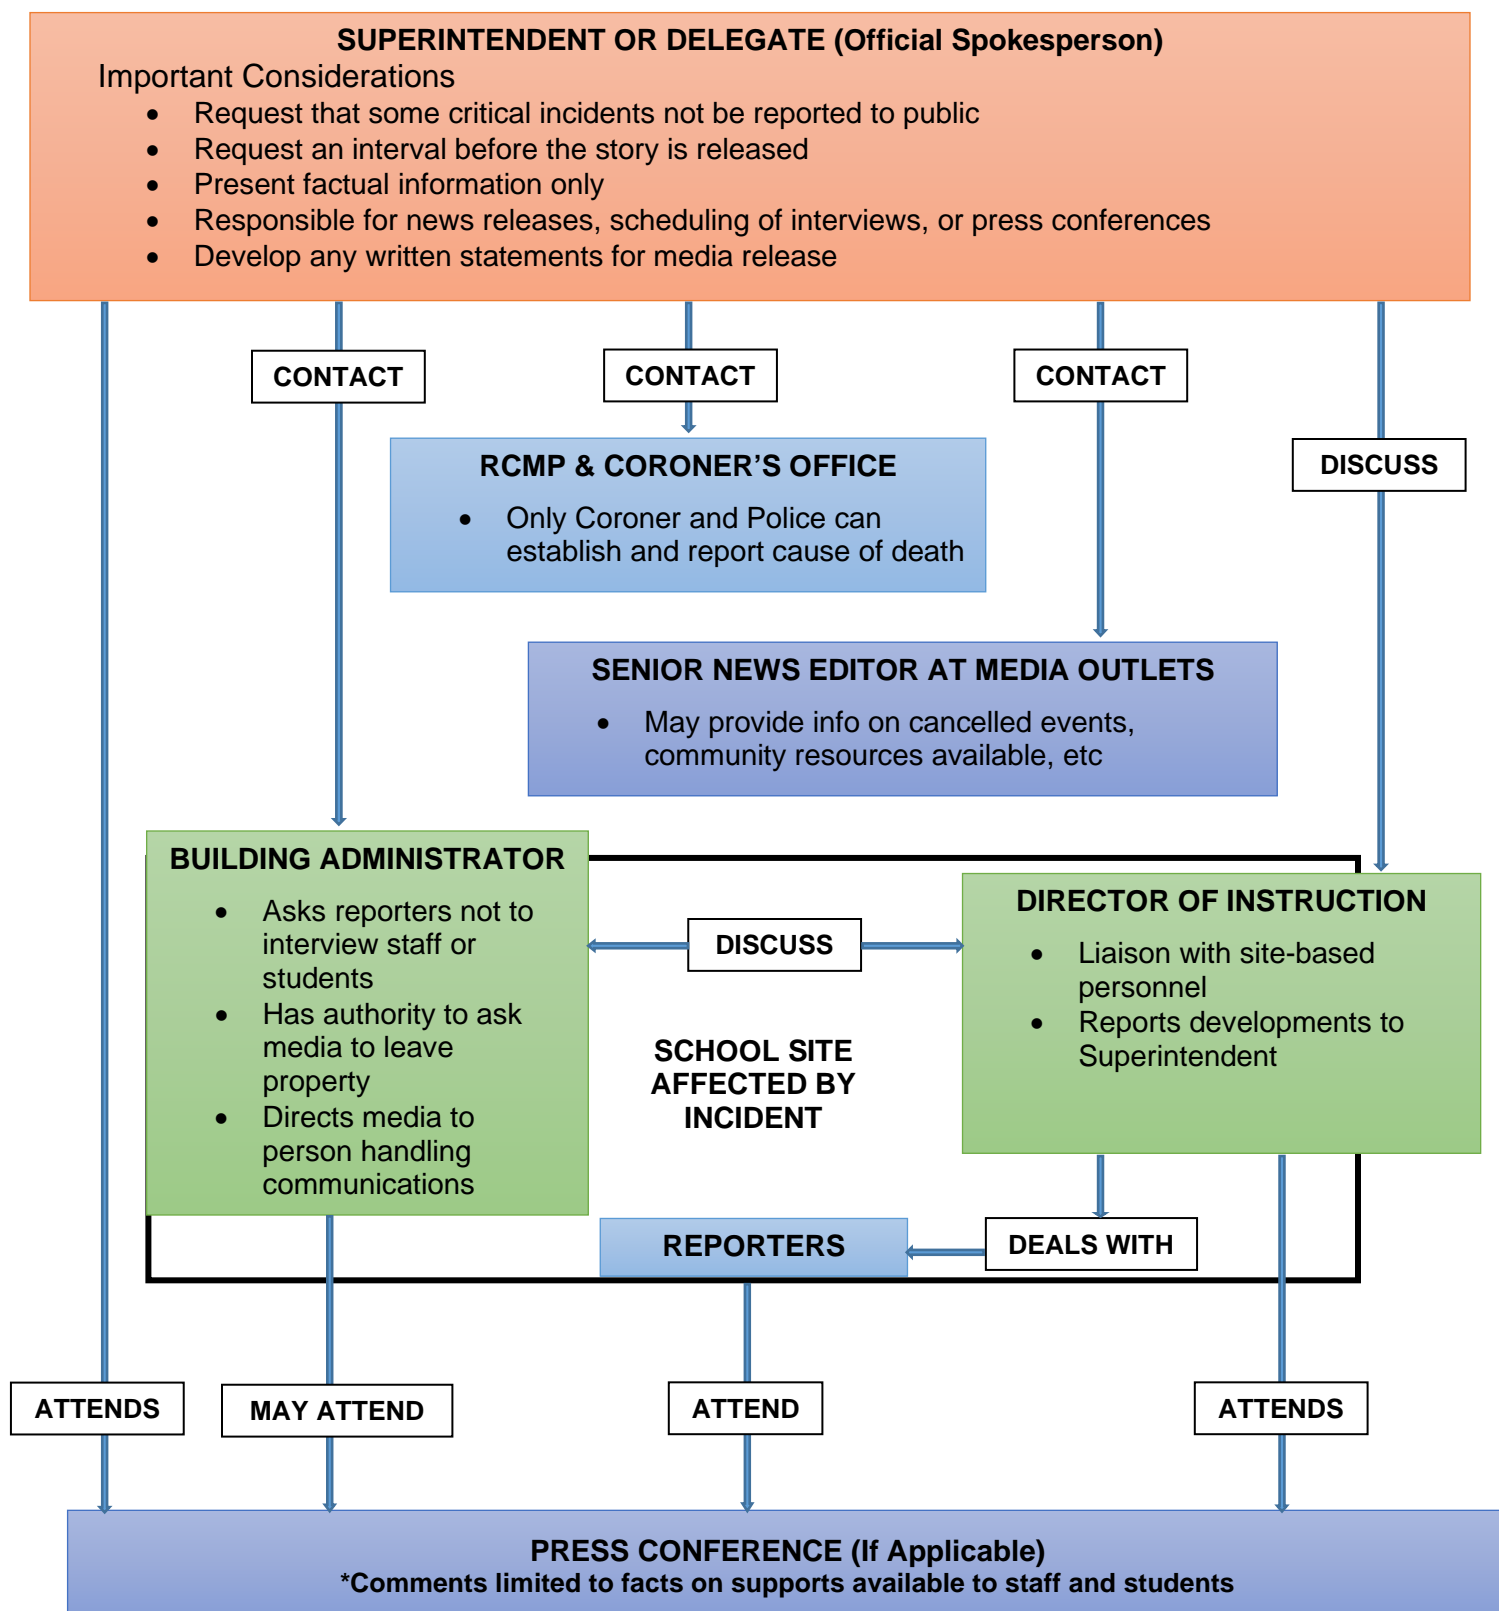 SUPERINTENDENT OR DELEGATE (Official Spokesperson)
Important Considerations
• Request that some critical incidents not be reported to public
• Request an interval before the story is released
• Present factual information only
• Responsible for news releases, scheduling of interviews, or press conferences
• Develop any written statements for media release
CONTACT
CONTACT
CONTACT
DISCUSS
RCMP & CORONER’S OFFICE
• Only Coroner and Police can
establish and report cause of death
SENIOR NEWS EDITOR AT MEDIA OUTLETS
• May provide info on cancelled events,
community resources available, etc
BUILDING ADMINISTRATOR
• Asks reporters not to
interview staff or
students
• Has authority to ask
media to leave
property
• Directs media to
person handling
communications
DISCUSS
SCHOOL SITE
AFFECTED BY
INCIDENT
DIRECTOR OF INSTRUCTION
• Liaison with site-based
personnel
• Reports developments to
Superintendent
REPORTERS
DEALS WITH
ATTENDS
MAY ATTEND
ATTEND
ATTENDS
PRESS CONFERENCE (If Applicable)
*Comments limited to facts on supports available to staff and students